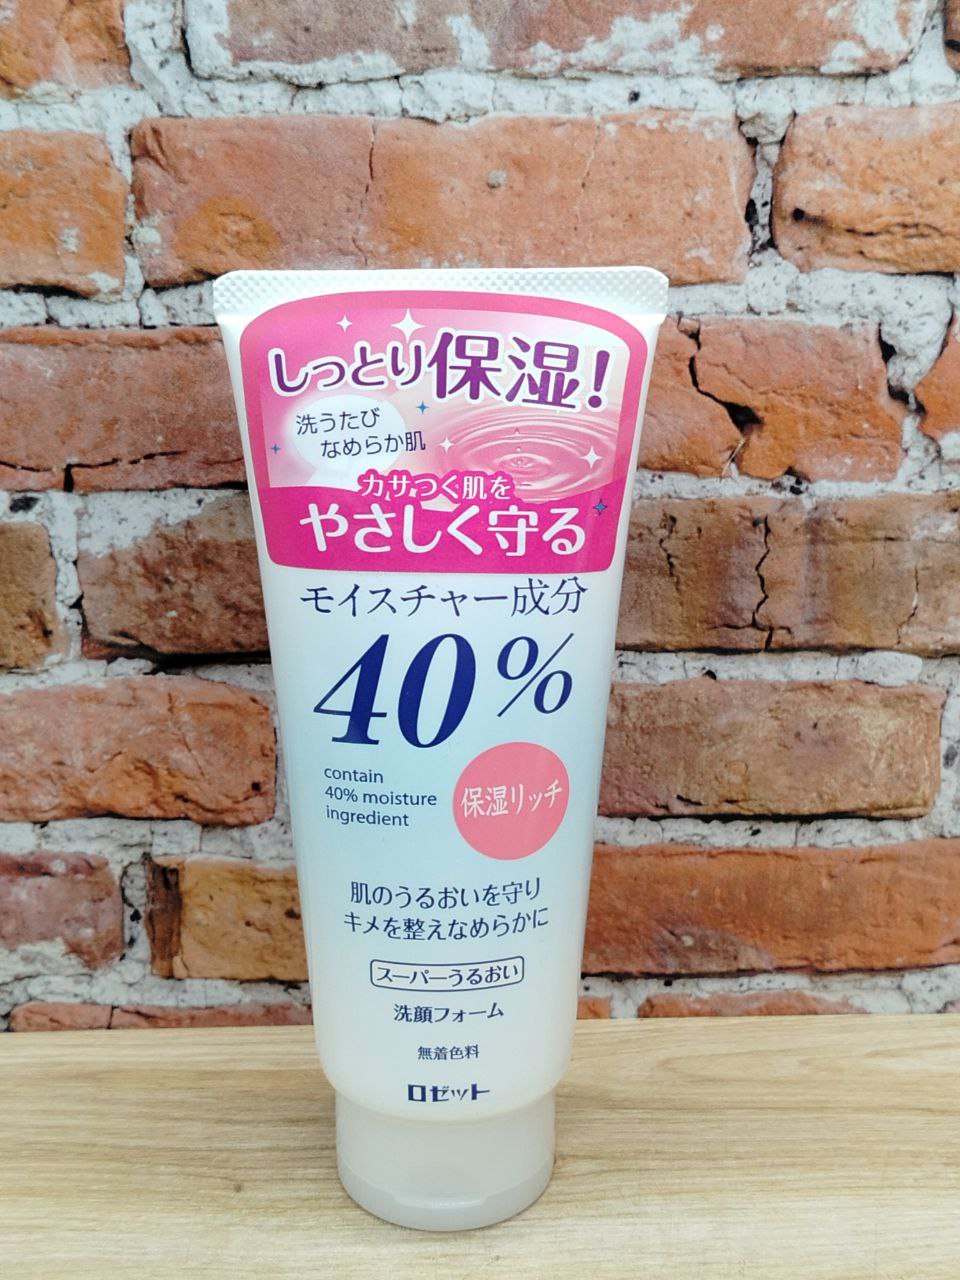 しっとり保湿!
洗うたび
なめらか肌
カサつく肌を
やさしく守る
モイスチャー成分
40%
contain
40% moisture
ingredient
保湿リッチ
肌のうるおいを守り
キメを整えなめらかに
スーパーうるおい
洗顔フォーム
無着色料
ロゼット